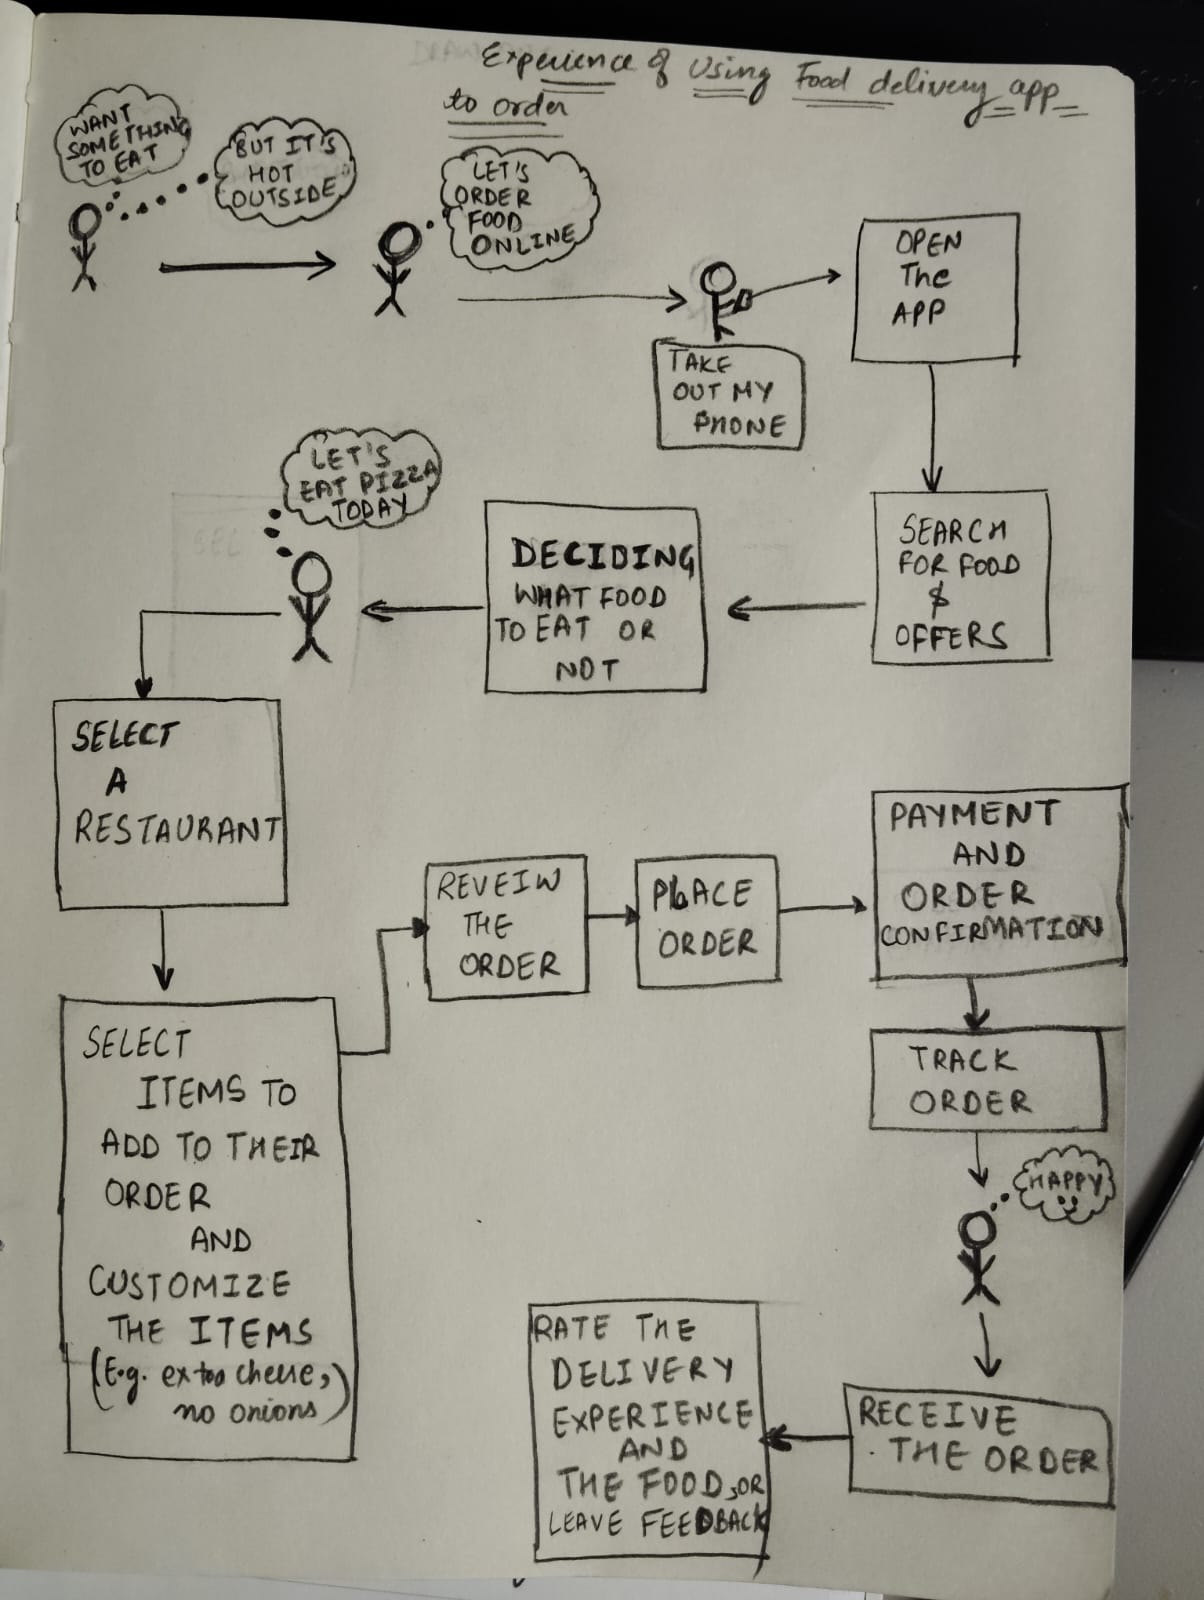 Experience of Using Food delivery app
to order
WANT
SOMETHING
TO EAT
BUT IT'S
HOT
OUTSIDE
LET'S
ORDER
FOOD
ONLINE
TAKE
OUT MY
PHONE
OPEN
The
APP
SEARCH
FOR FOOD
&
OFFERS
DECIDING
WHAT FOOD
TO EAT OR
NOT
LET'S
EAT PIZZA
TODAY
SELECT
A
RESTAURANT
SELECT
ITEMS TO
ADD TO THEIR
ORDER
AND
CUSTOMIZE
THE ITEMS
(E.g. extra cheese,
no onions)
REVEIW
THE
ORDER
PLACE
ORDER
PAYMENT
AND
ORDER
CONFIRMATION
TRACK
ORDER
HAPPY
RECEIVE
THE ORDER
RATE THE
DELIVERY
EXPERIENCE
AND
THE FOOD, OR
LEAVE FEEDBACK